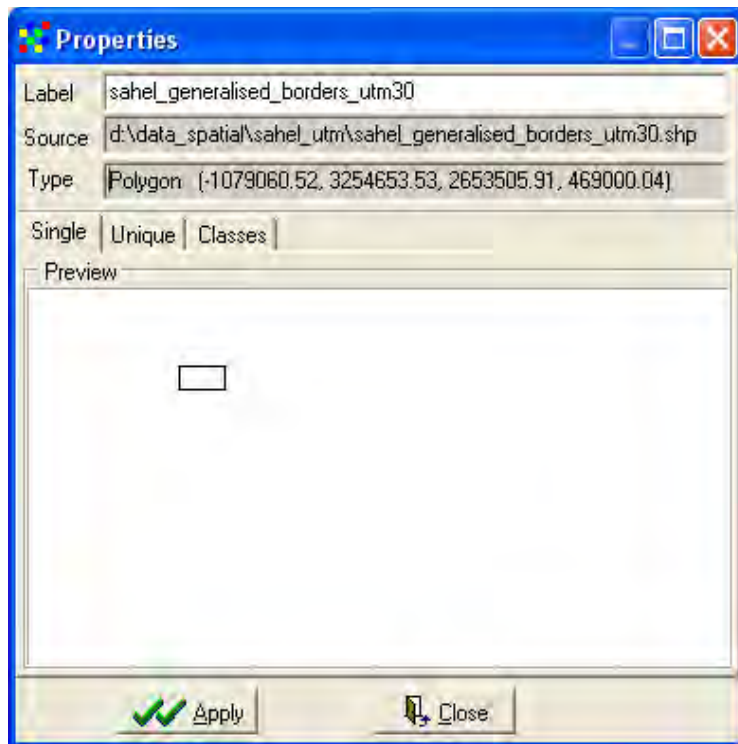 Properties
Label sahel_generalised_borders_utm30
Source d:\data_spatial\sahel_utm\sahel_generalised_borders_utm30.shp
Type Polygon (-1079060.52, 3254653.53, 2653505.91, 469000.04)
Single Unique Classes
Preview
Apply Close